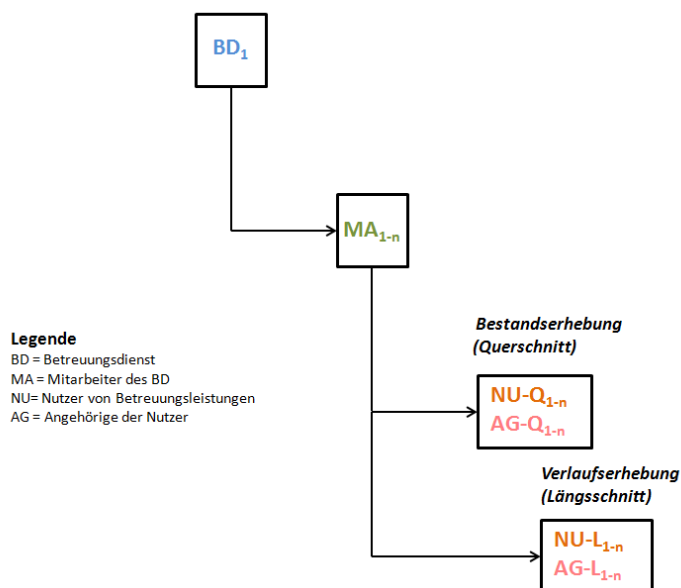 BD₁
MA₁₋ₙ
Legende
BD = Betreuungsdienst
MA = Mitarbeiter des BD
NU= Nutzer von Betreuungsleistungen
AG = Angehörige der Nutzer
Bestandserhebung
(Querschnitt)
NU-Q₁₋ₙ
AG-Q₁₋ₙ
Verlaufserhebung
(Längsschnitt)
NU-L₁₋ₙ
AG-L₁₋ₙ